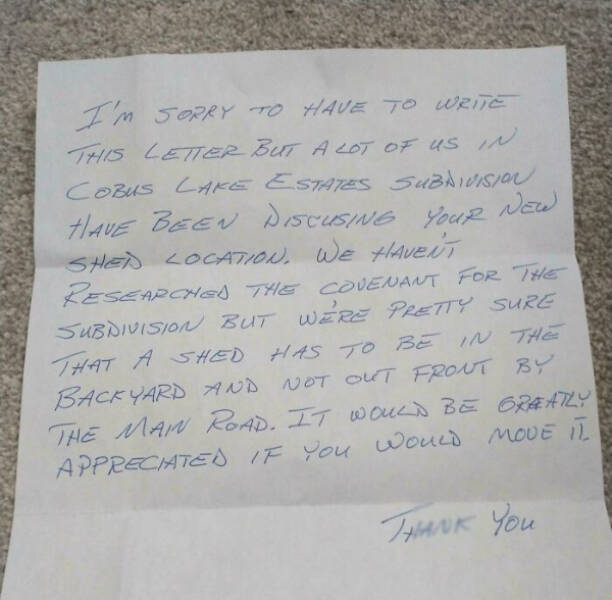 I'M SORRY TO HAVE TO WRITE
THIS LETTER BUT A LOT OF US IN
COBUS LAKE ESTATES SUBDIVISION
HAVE BEEN DISCUSING YOUR NEW
SHED LOCATION. WE HAVEN'T
RESEARCHED THE COVENANT FOR THE
SUBDIVISION BUT WE'RE PRETTY SURE
THAT A SHED HAS TO BE IN THE
BACKYARD AND NOT OUT FRONT BY
THE MAIN ROAD. IT WOULD BE GREATLY
APPRECIATED IF YOU WOULD MOVE IT.
THANK YOU